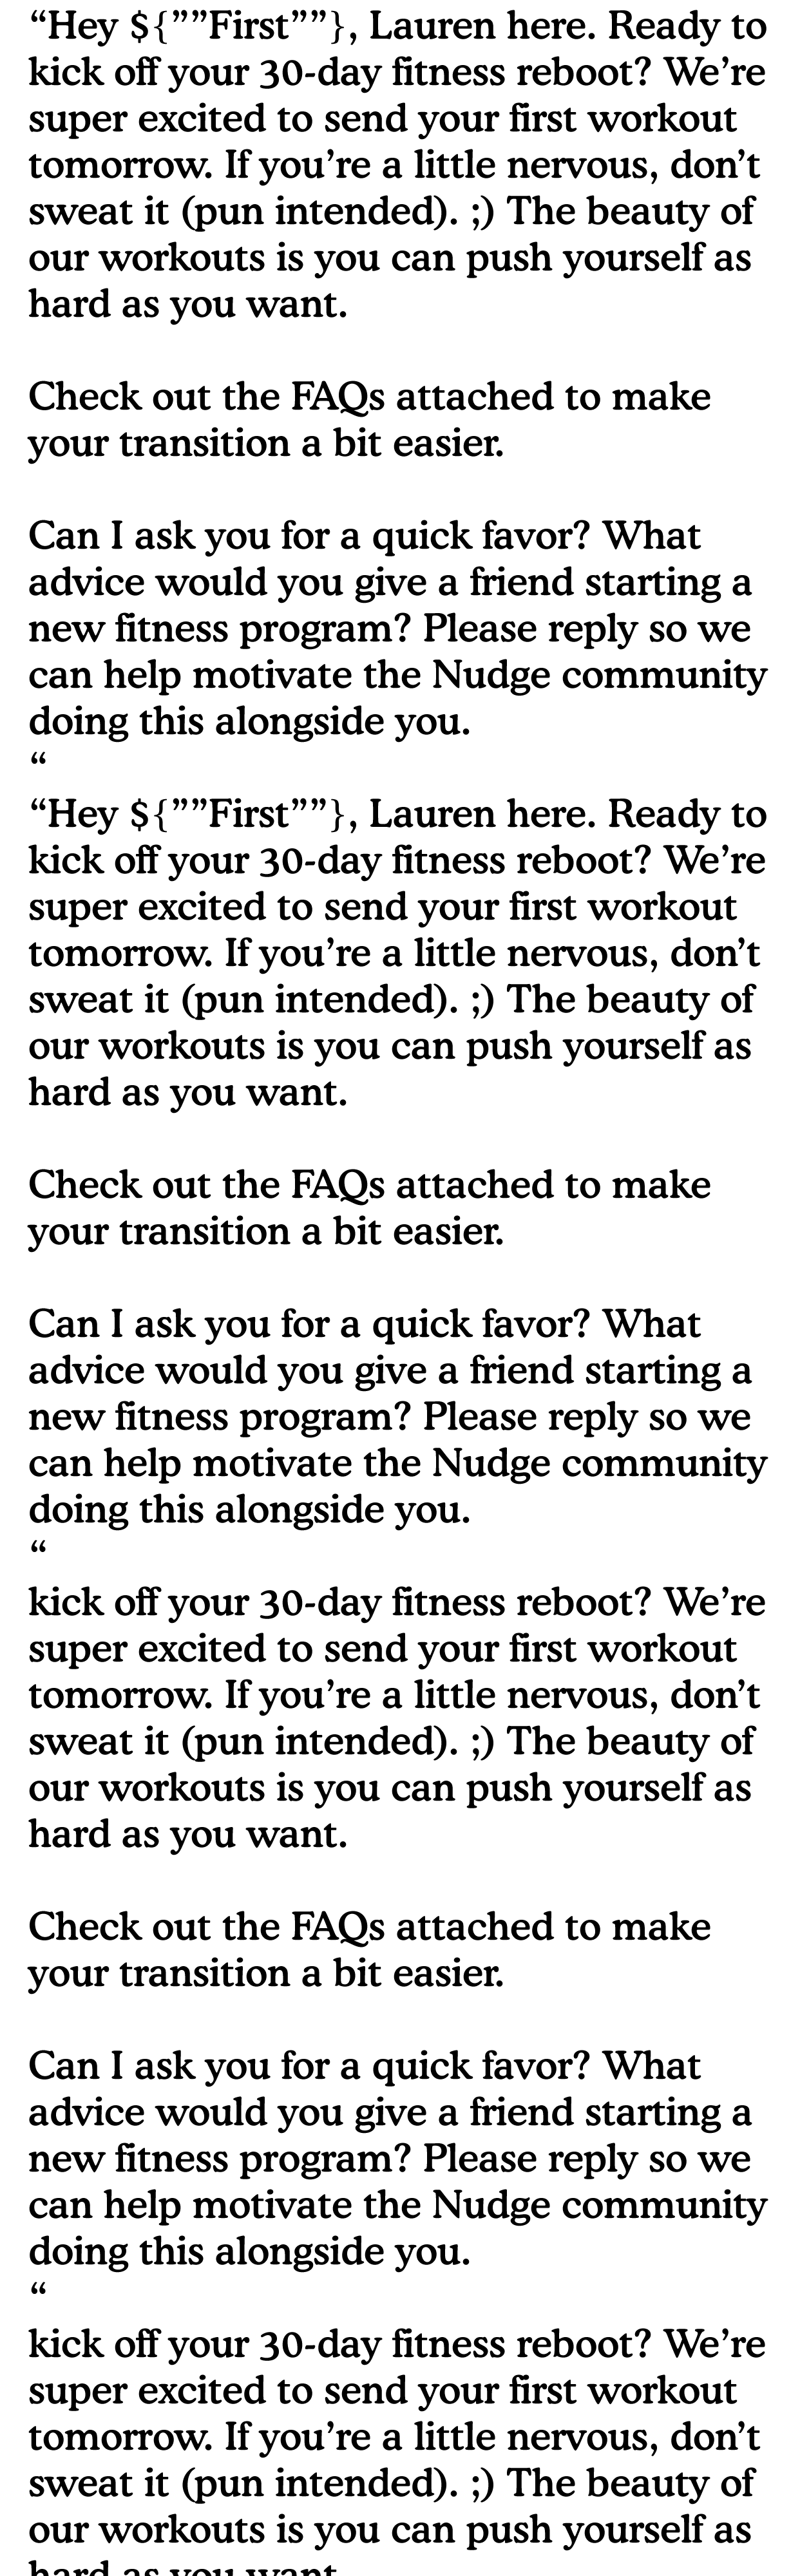 “Hey ${””First””}, Lauren here. Ready to
kick off your 30-day fitness reboot? We’re
super excited to send your first workout
tomorrow. If you’re a little nervous, don’t
sweat it (pun intended). ;) The beauty of
our workouts is you can push yourself as
hard as you want.
Check out the FAQs attached to make
your transition a bit easier.
Can I ask you for a quick favor? What
advice would you give a friend starting a
new fitness program? Please reply so we
can help motivate the Nudge community
doing this alongside you.
“
“Hey ${””First””}, Lauren here. Ready to
kick off your 30-day fitness reboot? We’re
super excited to send your first workout
tomorrow. If you’re a little nervous, don’t
sweat it (pun intended). ;) The beauty of
our workouts is you can push yourself as
hard as you want.
Check out the FAQs attached to make
your transition a bit easier.
Can I ask you for a quick favor? What
advice would you give a friend starting a
new fitness program? Please reply so we
can help motivate the Nudge community
doing this alongside you.
“
kick off your 30-day fitness reboot? We’re
super excited to send your first workout
tomorrow. If you’re a little nervous, don’t
sweat it (pun intended). ;) The beauty of
our workouts is you can push yourself as
hard as you want.
Check out the FAQs attached to make
your transition a bit easier.
Can I ask you for a quick favor? What
advice would you give a friend starting a
new fitness program? Please reply so we
can help motivate the Nudge community
doing this alongside you.
“
kick off your 30-day fitness reboot? We’re
super excited to send your first workout
tomorrow. If you’re a little nervous, don’t
sweat it (pun intended). ;) The beauty of
our workouts is you can push yourself as
hard as you want.